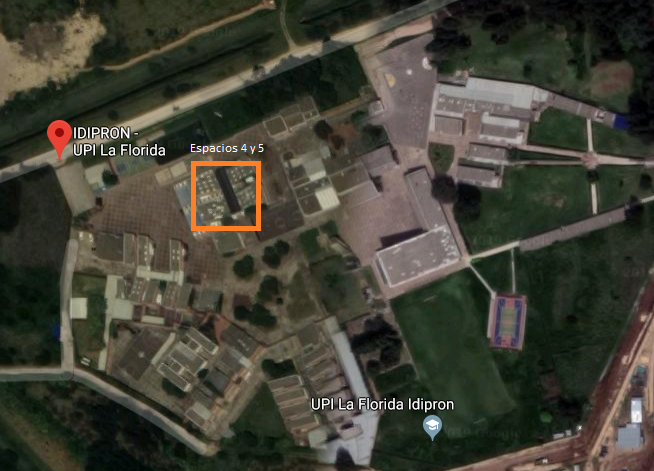 IDIPRON -
UPI La Florida
Espacios 4 y 5
UPI La Florida Idipron